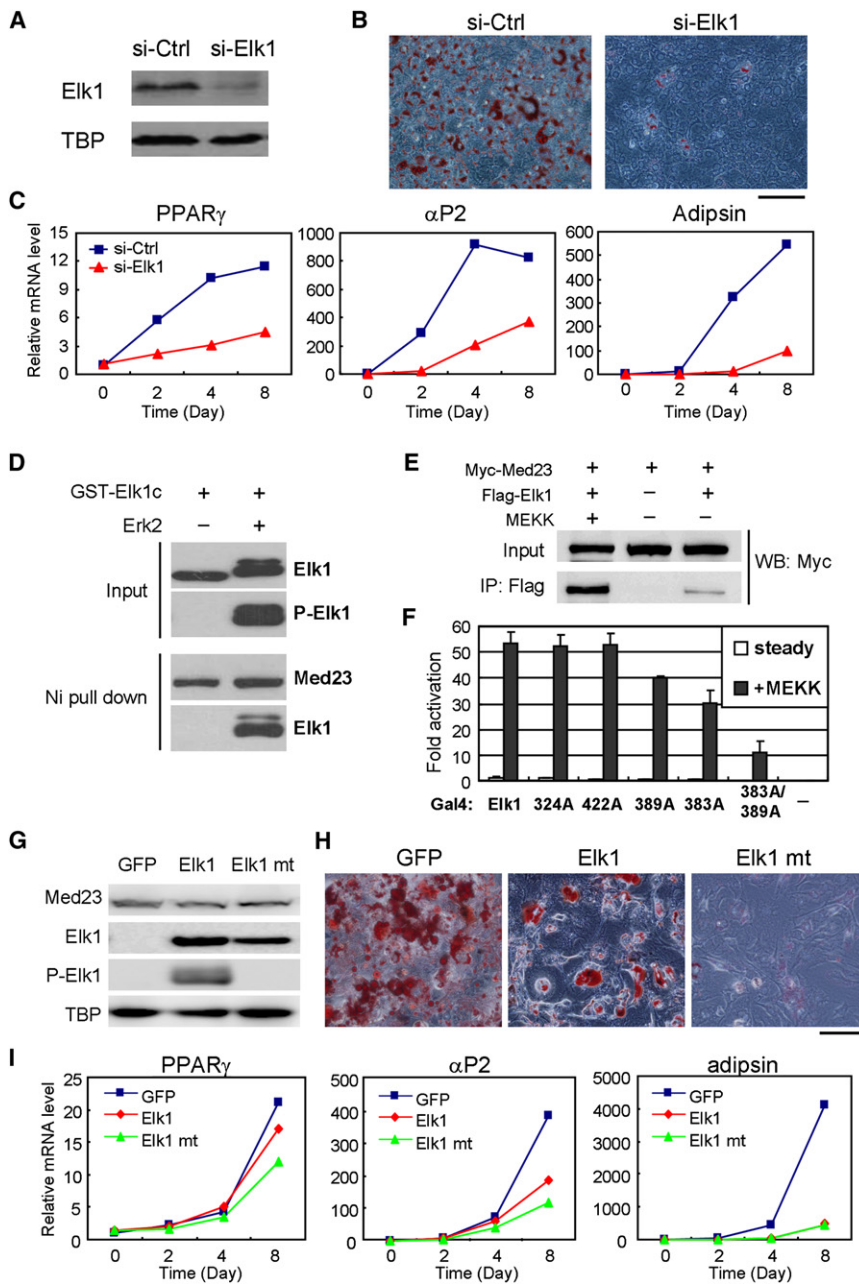 A
si-Ctrl si-Elk1
Elk1
TBP
B
si-Ctrl si-Elk1
C
PPARγ αP2 Adipsin
Relative mRNA level
15
12
9
6
3
0
si-Ctrl
si-Elk1
1000
800
600
400
200
0
600
500
400
300
200
100
0
0 2 4 8 0 2 4 8 0 2 4 8
Time (Day) Time (Day) Time (Day)
D
GST-Elk1c + +
Erk2 − +
Input
Elk1
P-Elk1
Ni pull down
Med23
Elk1
E
Myc-Med23 + + +
Flag-Elk1 + − +
MEKK + − −
Input
IP: Flag
WB: Myc
F
Fold activation
60
50
40
30
20
10
0
steady
+MEKK
Gal4: Elk1 324A 422A 389A 383A 383A/389A −
G
GFP Elk1 Elk1 mt
Med23
Elk1
P-Elk1
TBP
H
GFP Elk1 Elk1 mt
I
PPARγ αP2 adipsin
Relative mRNA level
25
20
15
10
5
0
GFP
Elk1
Elk1 mt
500
400
300
200
100
0
GFP
Elk1
Elk1 mt
5000
4000
3000
2000
1000
0
GFP
Elk1
Elk1 mt
0 2 4 8 0 2 4 8 0 2 4 8
Time (Day) Time (Day) Time (Day)